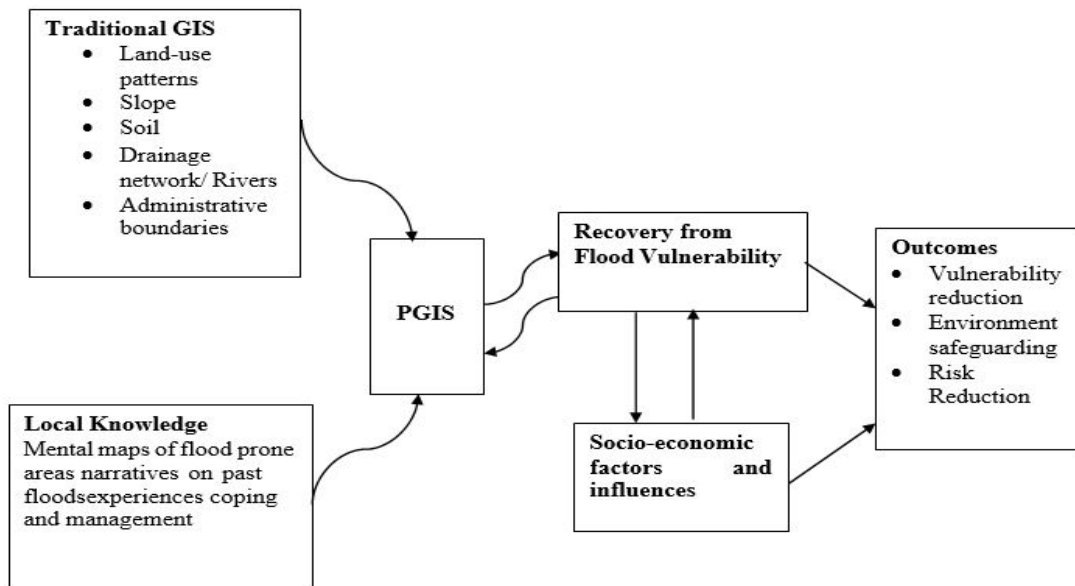 Traditional GIS
• Land-use
patterns
• Slope
• Soil
• Drainage
network/ Rivers
• Administrative
boundaries
Local Knowledge
Mental maps of flood prone
areas narratives on past
floodsexperiences coping
and management
PGIS
Recovery from
Flood Vulnerability
Socio-economic
factors and
influences
Outcomes
• Vulnerability
reduction
• Environment
safeguarding
• Risk
Reduction